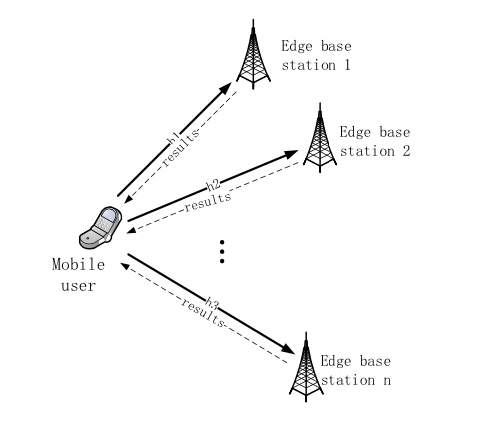 Edge base
station 1
h1
results
Edge base
station 2
h2
results
Mobile
user
h3
results
Edge base
station n